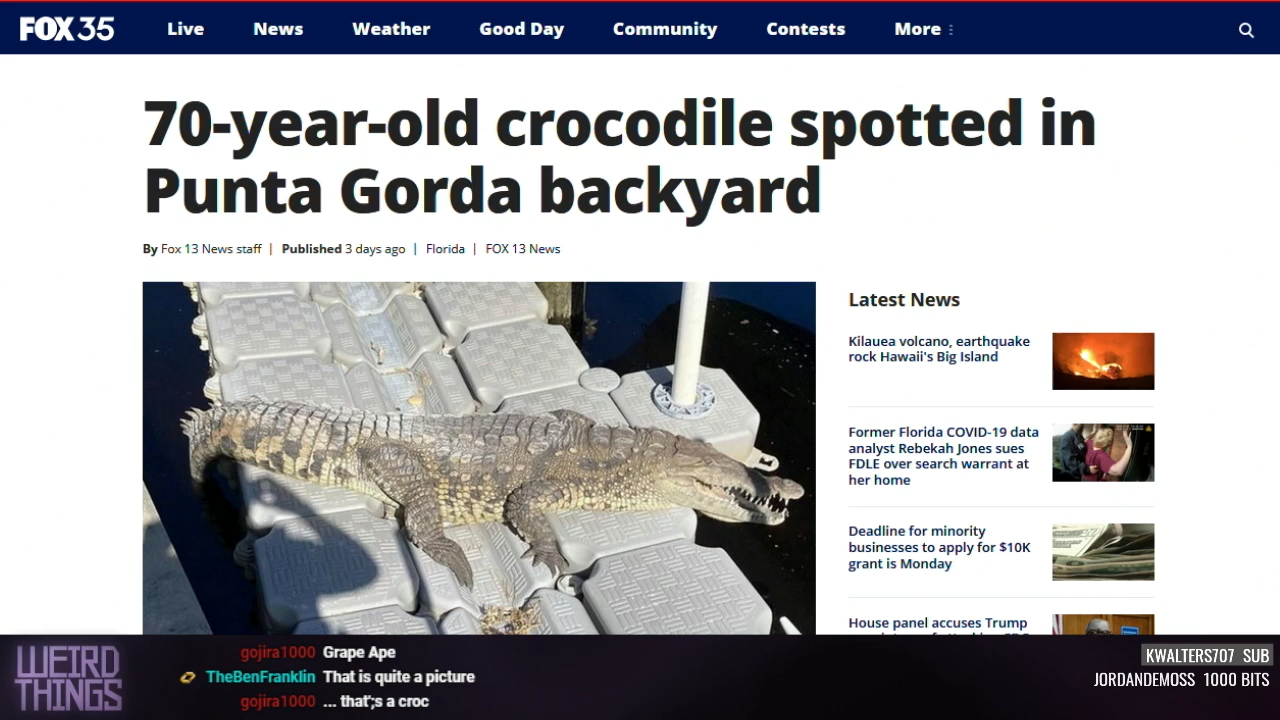 FOX 35 Live News Weather Good Day Community Contests More
70-year-old crocodile spotted in
Punta Gorda backyard
By Fox 13 News staff | Published 3 days ago | Florida | FOX 13 News
Latest News
Kilauea volcano, earthquake
rock Hawaii's Big Island
Former Florida COVID-19 data
analyst Rebekah Jones sues
FDLE over search warrant at
her home
Deadline for minority
businesses to apply for $10K
grant is Monday
House panel accuses Trump
WEIRD
THINGS
gojira1000 Grape Ape
TheBenFranklin That is quite a picture
gojira1000 ... that';s a croc
KWALTERS707 SUB
JORDANDEMOSS 1000 BITS